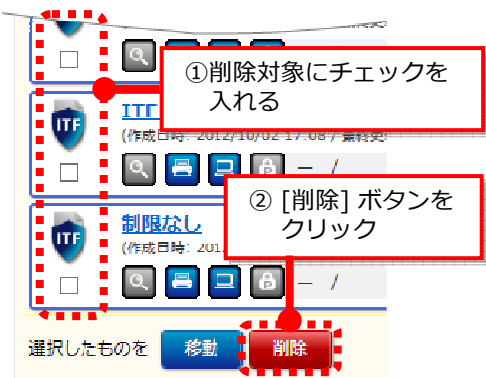 ①削除対象にチェックを
入れる
ITF
ITF
(作成日時: 2012/10/02 17:08 / 最終更
② [削除] ボタンを
クリック
ITF
制限なし
(作成日時: 201
– /
選択したものを 移動 削除